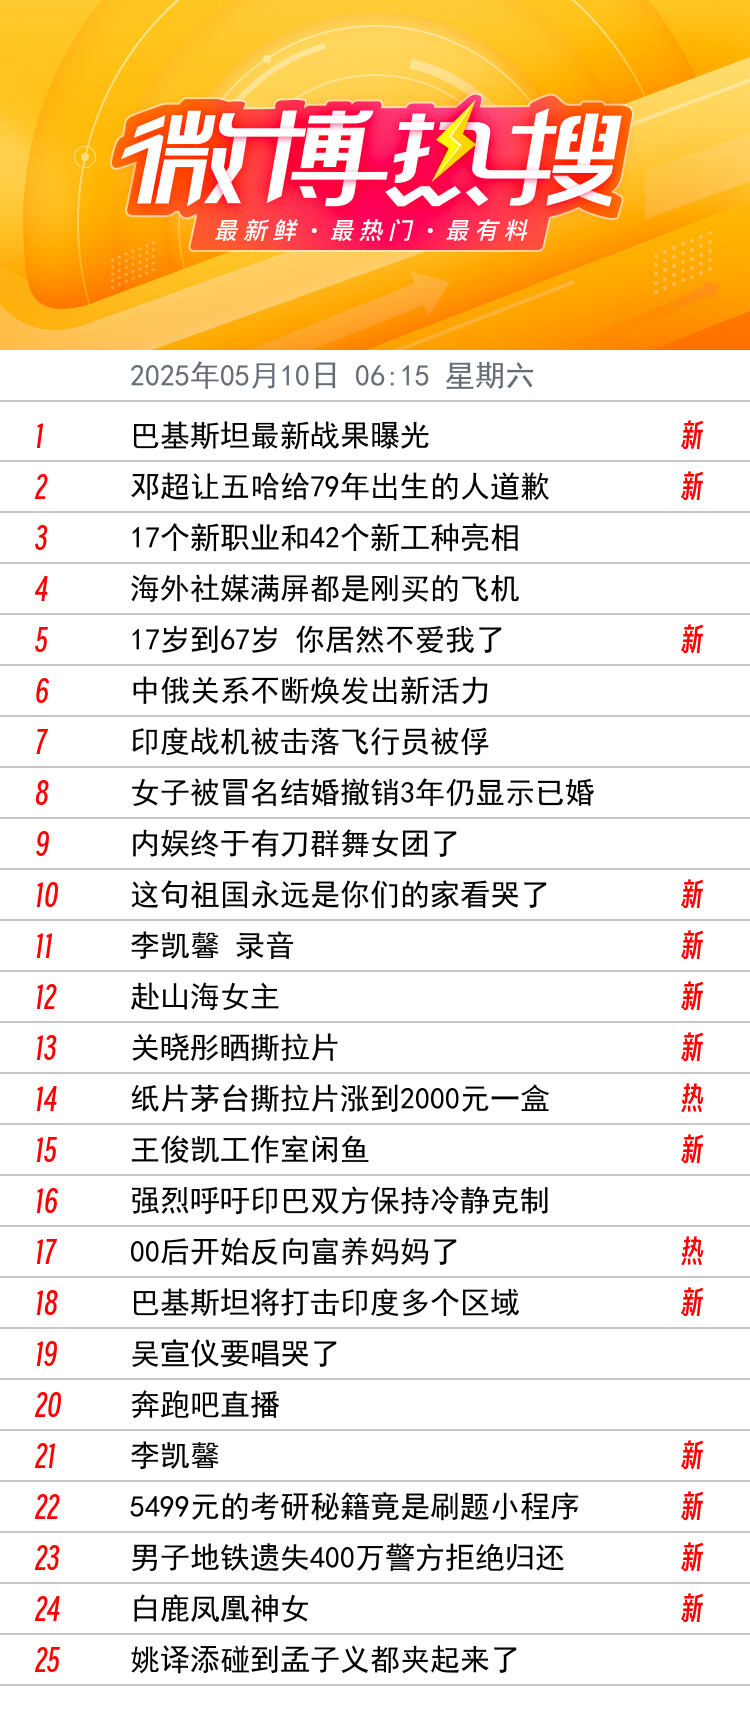 微博热搜
最新鲜·最热门·最有料
2025年05月10日 06:15 星期六
1 巴基斯坦最新战果曝光 新
2 邓超让五哈给79年出生的人道歉 新
3 17个新职业和42个新工种亮相
4 海外社媒满屏都是刚买的飞机
5 17岁到67岁 你居然不爱我了 新
6 中俄关系不断焕发出新活力
7 印度战机被击落飞行员被俘
8 女子被冒名结婚撤销3年仍显示已婚
9 内娱终于有刀群舞女团了
10 这句祖国永远是你们的家看哭了 新
11 李凯馨 录音 新
12 赴山海女主 新
13 关晓彤晒撕拉片 新
14 纸片茅台撕拉片涨到2000元一盒 热
15 王俊凯工作室闲鱼 新
16 强烈呼吁印巴双方保持冷静克制
17 00后开始反向富养妈妈了 热
18 巴基斯坦将打击印度多个区域 新
19 吴宣仪要唱哭了
20 奔跑吧直播
21 李凯馨 新
22 5499元的考研秘籍竟是刷题小程序 新
23 男子地铁遗失400万警方拒绝归还 新
24 白鹿凤凰神女 新
25 姚译添碰到孟子义都夹起来了